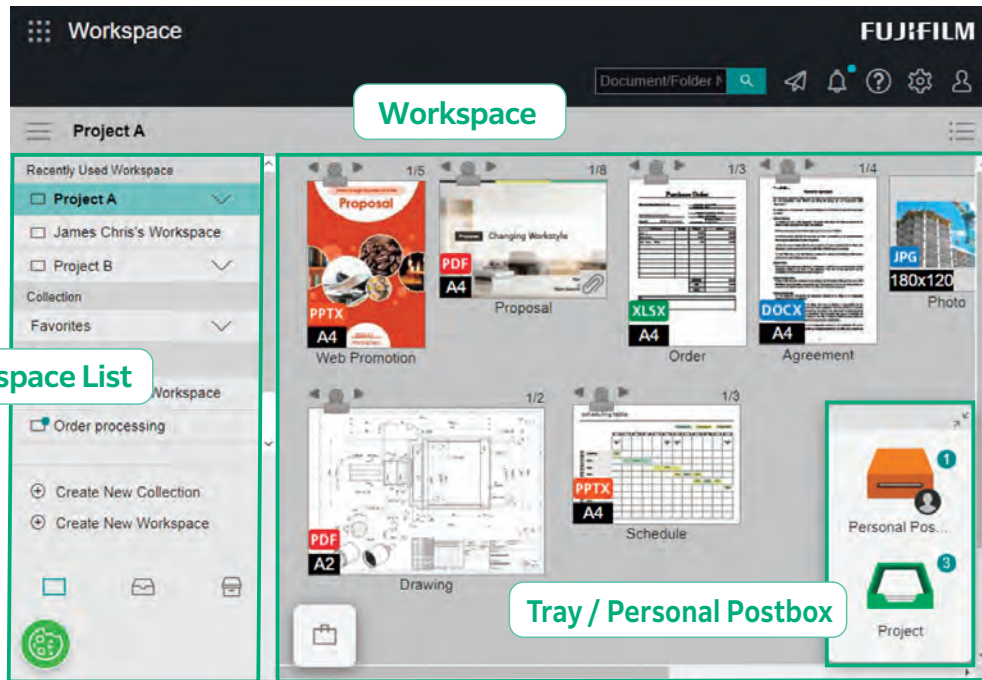 Workspace
FUJIFILM
Document/Folder N
Workspace
Project A
Recently Used Workspace
Project A
James Chris's Workspace
Project B
Collection
Favorites
space List
Workspace
Order processing
Create New Collection
Create New Workspace
1/5
Proposal
PPTX
A4
Web Promotion
1/8
Changing Workstyle
PDF
A4
Proposal
1/3
Purchase Order
XLSX
A4
Order
1/4
DOCX
A4
Agreement
JPG
180x120
Photo
1/2
PDF
A2
Drawing
1/3
scheduling table
PPTX
A4
Schedule
1
Personal Pos...
3
Project
Tray / Personal Postbox